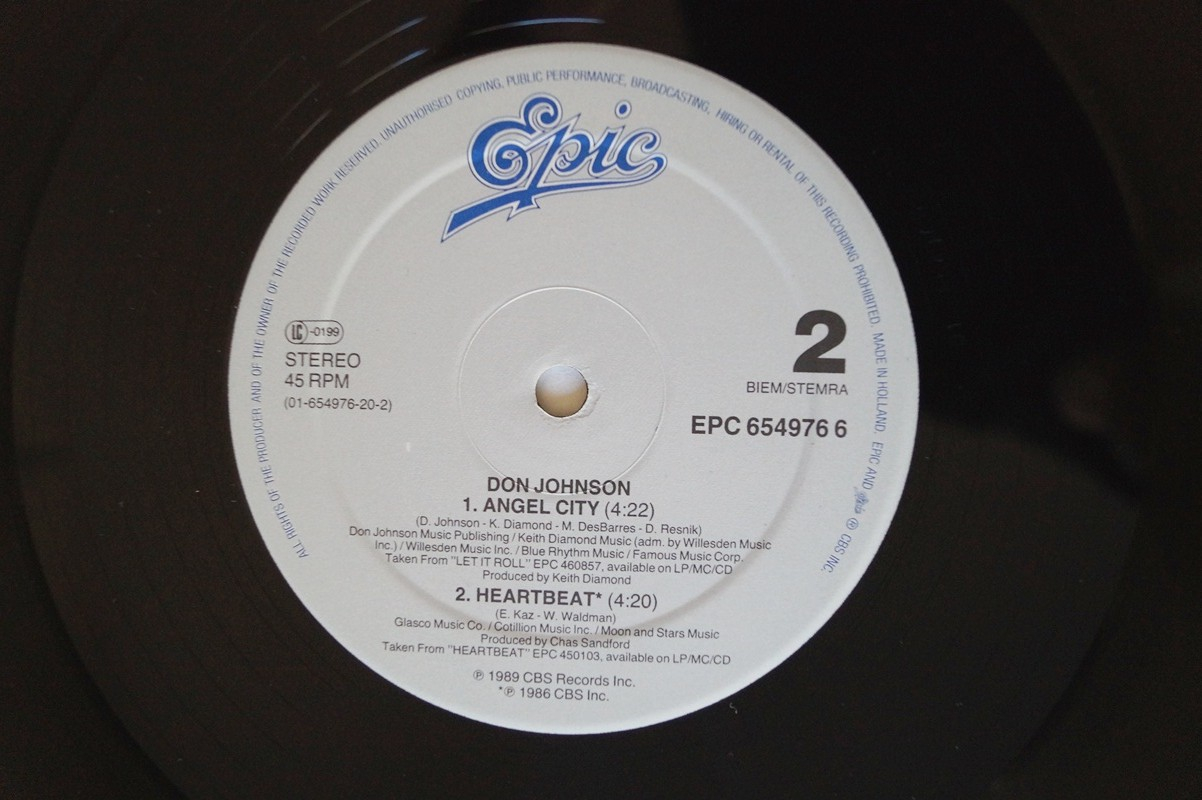 ALL RIGHTS OF THE PRODUCER AND OF THE OWNER OF THE RECORDED WORK RESERVED. UNAUTHORISED COPYING, PUBLIC PERFORMANCE, BROADCASTING, HIRING OR RENTAL OF THIS RECORDING PROHIBITED. MADE IN HOLLAND. EPIC AND ℗ CBS INC.
Epic
LC-0199
STEREO
45 RPM
(01-654976-20-2)
2
BIEM/STEMRA
EPC 654976 6
DON JOHNSON
1. ANGEL CITY (4:22)
(D. Johnson - K. Diamond - M. DesBarres - D. Resnik)
Don Johnson Music Publishing / Keith Diamond Music (adm. by Willesden Music
Inc.) / Willesden Music Inc. / Blue Rhythm Music / Famous Music Corp.
Taken From "LET IT ROLL" EPC 460857, available on LP/MC/CD
Produced by Keith Diamond
2. HEARTBEAT* (4:20)
(E. Kaz - W. Waldman)
Glasco Music Co. / Cotillion Music Inc. / Moon and Stars Music
Produced by Chas Sandford
Taken From "HEARTBEAT" EPC 450103, available on LP/MC/CD
℗ 1989 CBS Records Inc.
*℗ 1986 CBS Inc.